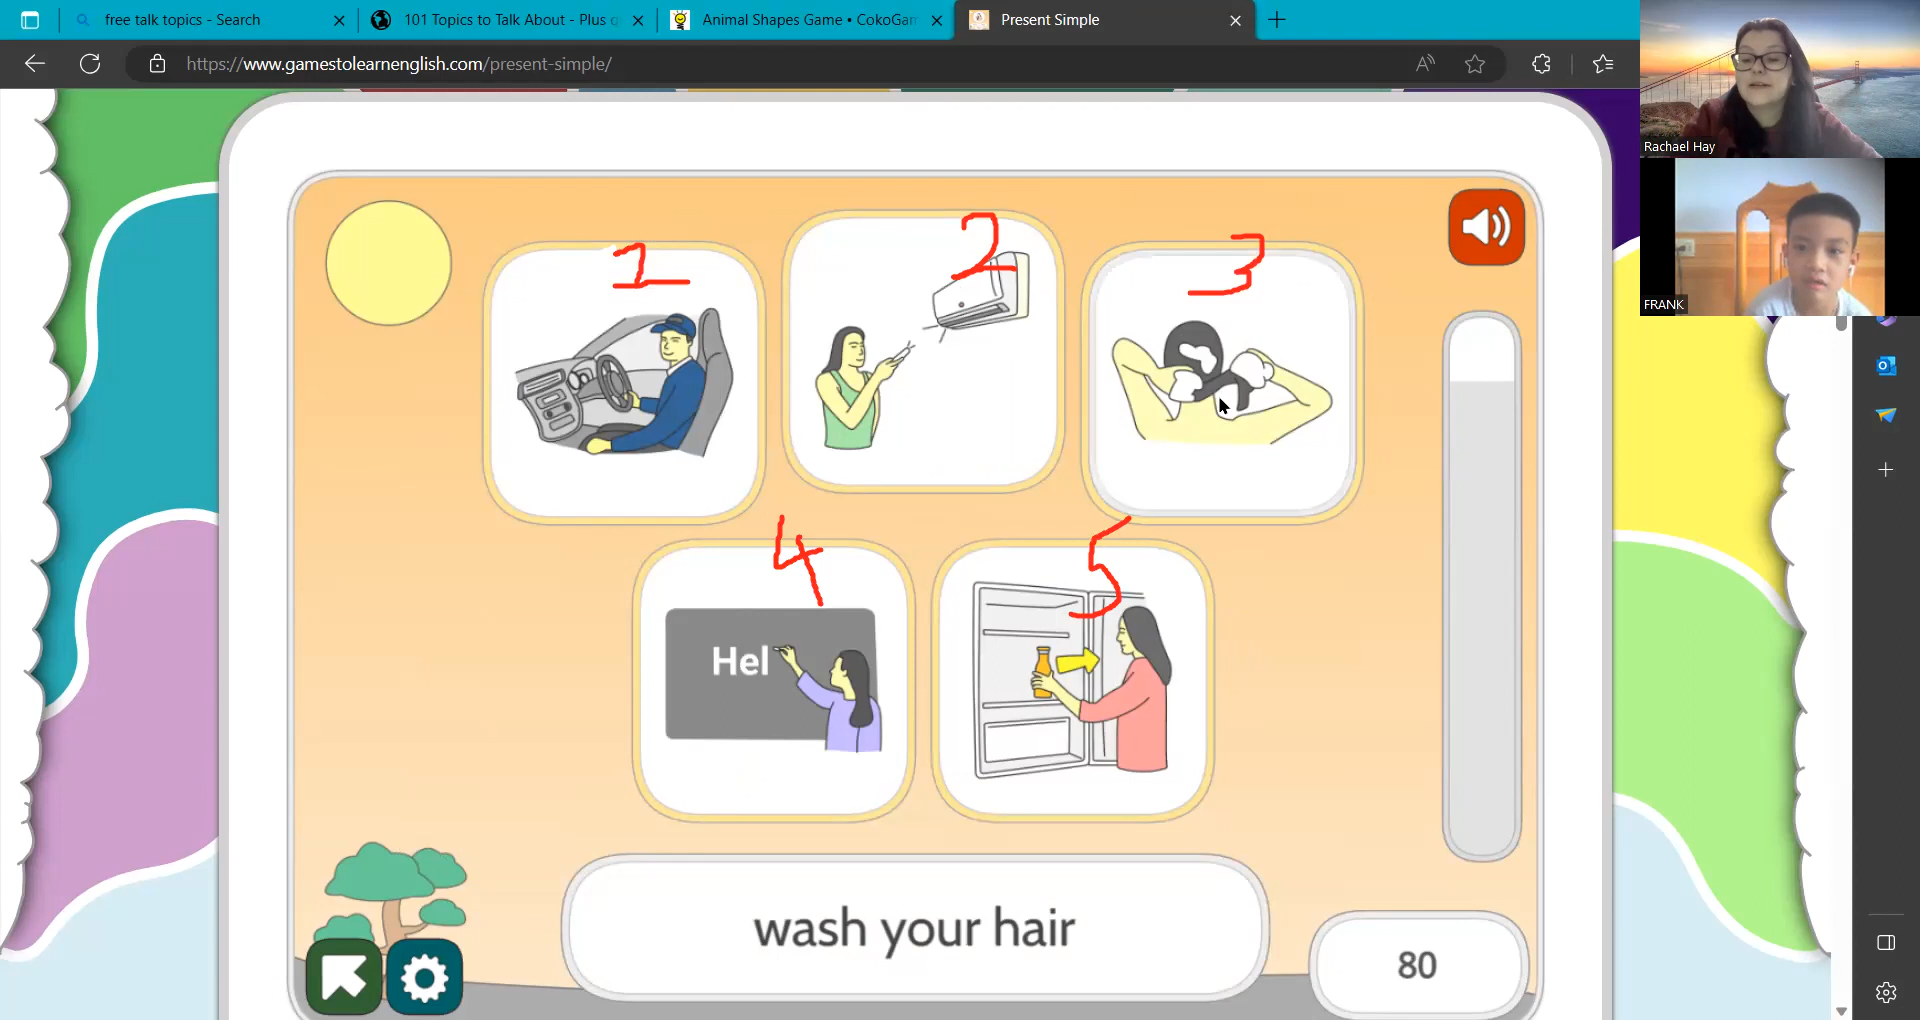 free talk topics - Search
101 Topics to Talk About - Plus q
Animal Shapes Game • CokoGam
Present Simple
https://www.gamestolearnenglish.com/present-simple/
Rachael Hay
FRANK
1
2
3
4
5
Hel
wash your hair
80